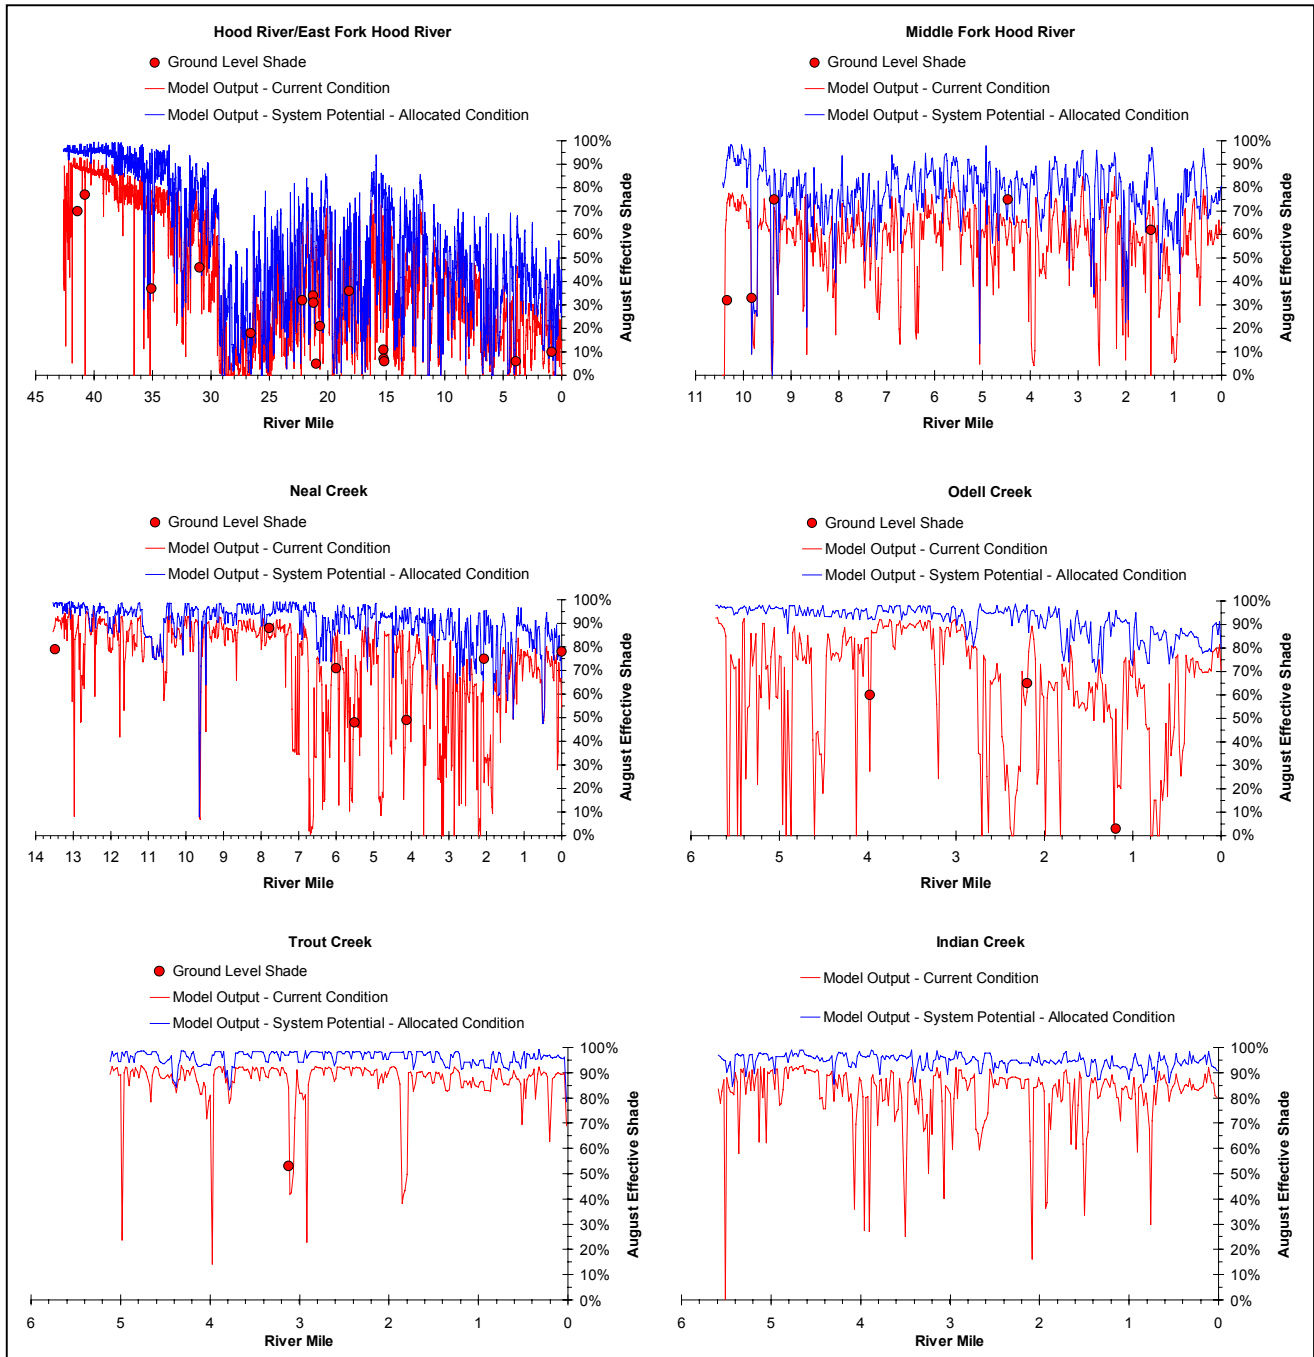 Hood River/East Fork Hood River
Ground Level Shade
Model Output - Current Condition
Model Output - System Potential - Allocated Condition
100%
90%
80%
70%
60%
50%
40%
30%
20%
10%
0%
August Effective Shade
45 40 35 30 25 20 15 10 5 0
River Mile
Middle Fork Hood River
Ground Level Shade
Model Output - Current Condition
Model Output - System Potential - Allocated Condition
100%
90%
80%
70%
60%
50%
40%
30%
20%
10%
0%
August Effective Shade
11 10 9 8 7 6 5 4 3 2 1 0
River Mile
Neal Creek
Ground Level Shade
Model Output - Current Condition
Model Output - System Potential - Allocated Condition
100%
90%
80%
70%
60%
50%
40%
30%
20%
10%
0%
August Effective Shade
14 13 12 11 10 9 8 7 6 5 4 3 2 1 0
River Mile
Odell Creek
Ground Level Shade
Model Output - Current Condition
Model Output - System Potential - Allocated Condition
100%
90%
80%
70%
60%
50%
40%
30%
20%
10%
0%
August Effective Shade
6 5 4 3 2 1 0
River Mile
Trout Creek
Ground Level Shade
Model Output - Current Condition
Model Output - System Potential - Allocated Condition
100%
90%
80%
70%
60%
50%
40%
30%
20%
10%
0%
August Effective Shade
6 5 4 3 2 1 0
River Mile
Indian Creek
Model Output - Current Condition
Model Output - System Potential - Allocated Condition
100%
90%
80%
70%
60%
50%
40%
30%
20%
10%
0%
August Effective Shade
6 5 4 3 2 1 0
River Mile